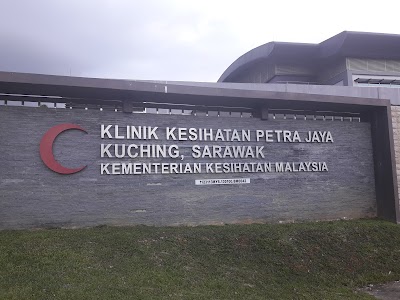 KLINIK KESIHATAN PETRA JAYA
KUCHING, SARAWAK
KEMENTERIAN KESIHATAN MALAYSIA